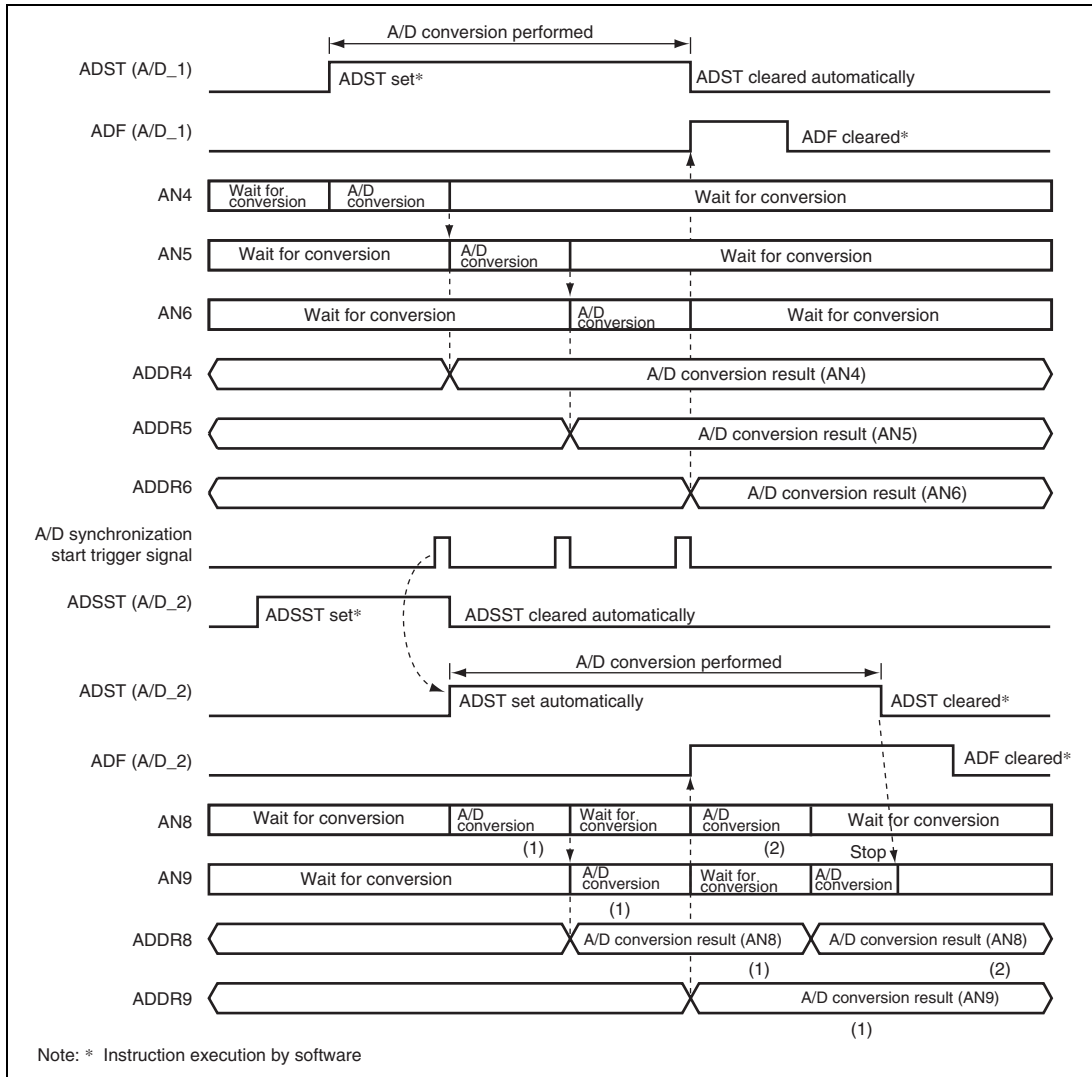 A/D conversion performed
ADST (A/D_1)
ADST set*
ADST cleared automatically
ADF (A/D_1)
ADF cleared*
AN4
Wait for
conversion
A/D
conversion
Wait for conversion
AN5
Wait for conversion
A/D
conversion
Wait for conversion
AN6
Wait for conversion
A/D
conversion
Wait for conversion
ADDR4
A/D conversion result (AN4)
ADDR5
A/D conversion result (AN5)
ADDR6
A/D conversion result (AN6)
A/D synchronization
start trigger signal
ADSST (A/D_2)
ADSST set*
ADSST cleared automatically
A/D conversion performed
ADST (A/D_2)
ADST set automatically
ADST cleared*
ADF (A/D_2)
ADF cleared*
AN8
Wait for conversion
A/D
conversion
(1)
Wait for
conversion
A/D
conversion
(2)
Wait for conversion
Stop
AN9
Wait for conversion
A/D
conversion
(1)
Wait for
conversion
A/D
conversion
ADDR8
A/D conversion result (AN8)
(1)
A/D conversion result (AN8)
(2)
ADDR9
A/D conversion result (AN9)
(1)
Note: * Instruction execution by software